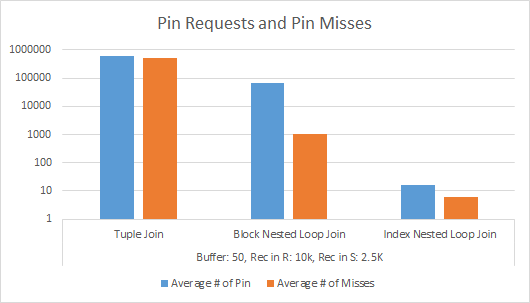 Pin Requests and Pin Misses
1000000
100000
10000
1000
100
10
1
Tuple Join Block Nested Loop Join Index Nested Loop Join
Buffer: 50, Rec in R: 10k, Rec in S: 2.5K
Average # of Pin Average # of Misses